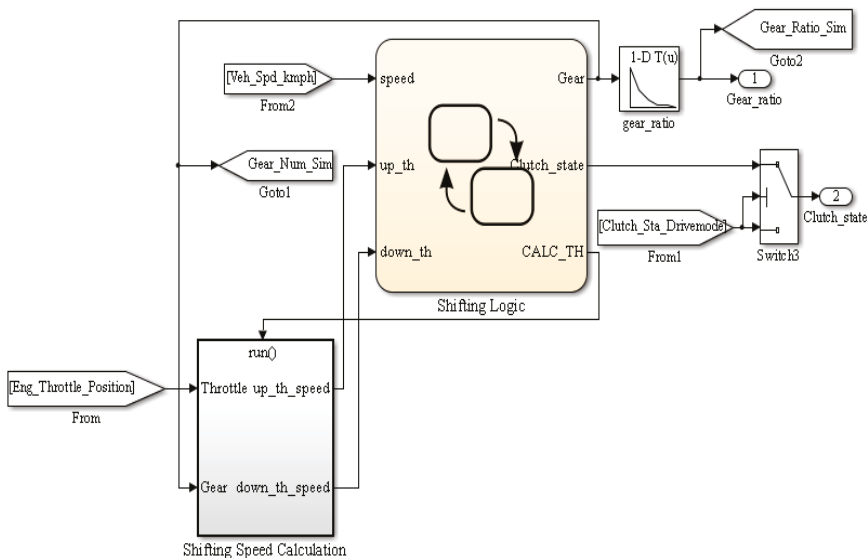 Gear_Ratio_Sim
Goto2
[Veh_Spd_kmph]
From2
speed
Gear
1-D T(u)
gear_ratio
1
Gear_ratio
Gear_Num_Sim
Goto1
up_th
Clutch_state
2
Clutch_state
[Clutch_Sta_Drivemode]
From1
Switch3
down_th
CALC_TH
Shifting Logic
run()
[Eng_Throttle_Position]
From
Throttle up_th_speed
Gear down_th_speed
Shifting Speed Calculation